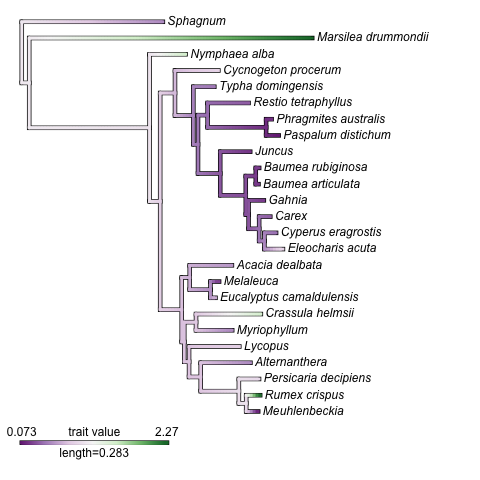 Sphagnum
Marsilea drummondii
Nymphaea alba
Cycnogeton procerum
Typha domingensis
Restio tetraphyllus
Phragmites australis
Paspalum distichum
Juncus
Baumea rubiginosa
Baumea articulata
Gahnia
Carex
Cyperus eragrostis
Eleocharis acuta
Acacia dealbata
Melaleuca
Eucalyptus camaldulensis
Crassula helmsii
Myriophyllum
Lycopus
Alternanthera
Persicaria decipiens
Rumex crispus
Meuhlenbeckia
0.073 trait value 2.27
length=0.283